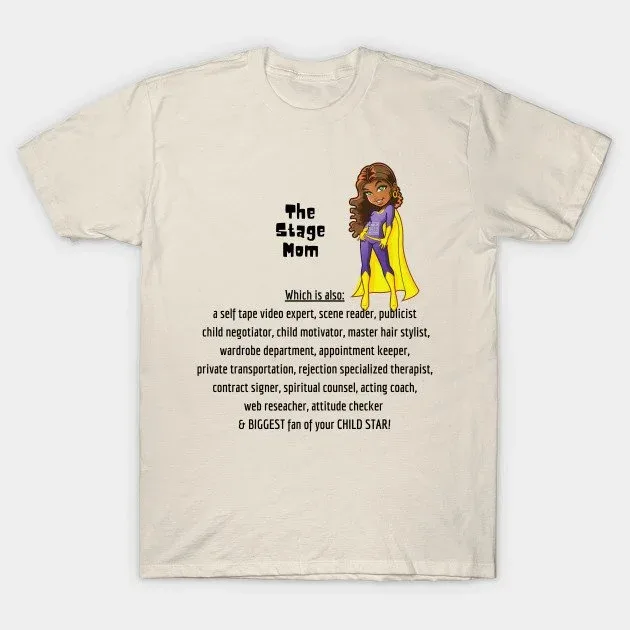 The
Stage
Mom
Which is also:
a self tape video expert, scene reader, publicist
child negotiator, child motivator, master hair stylist,
wardrobe department, appointment keeper,
private transportation, rejection specialized therapist,
contract signer, spiritual counsel, acting coach,
web reseacher, attitude checker
& BIGGEST fan of your CHILD STAR!